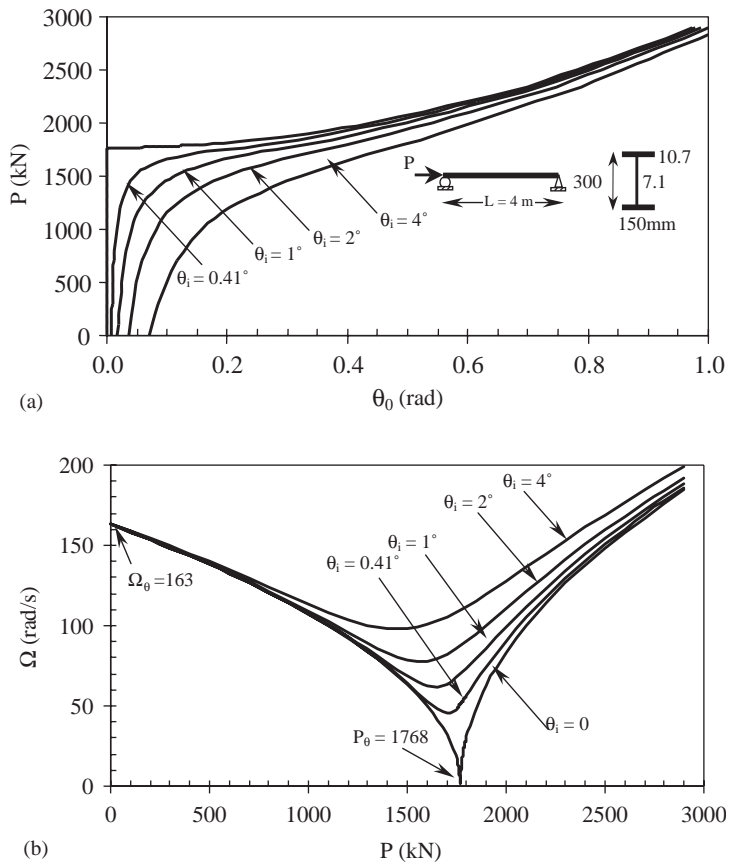 3000
2500
2000
1500
1000
500
0
P (kN)
0.0 0.2 0.4 0.6 0.8 1.0
θ0 (rad)
(a)
θi = 0.41°
θi = 1°
θi = 2°
θi = 4°
P
L = 4 m
300
10.7
7.1
150mm
200
150
100
50
0
Ω (rad/s)
0 500 1000 1500 2000 2500 3000
P (kN)
(b)
Ωθ =163
Pθ = 1768
θi = 0.41°
θi = 1°
θi = 2°
θi = 4°
θi = 0